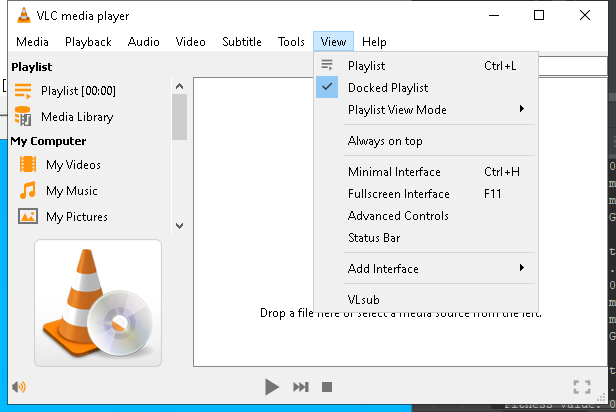 VLC media player
Media Playback Audio Video Subtitle Tools View Help
Playlist
Playlist [00:00]
Media Library
My Computer
My Videos
My Music
My Pictures
Playlist Ctrl+L
Docked Playlist
Playlist View Mode
Always on top
Minimal Interface Ctrl+H
Fullscreen Interface F11
Advanced Controls
Status Bar
Add Interface
VLsub
Drop a file here or select a media source from the left.
Fitness value: